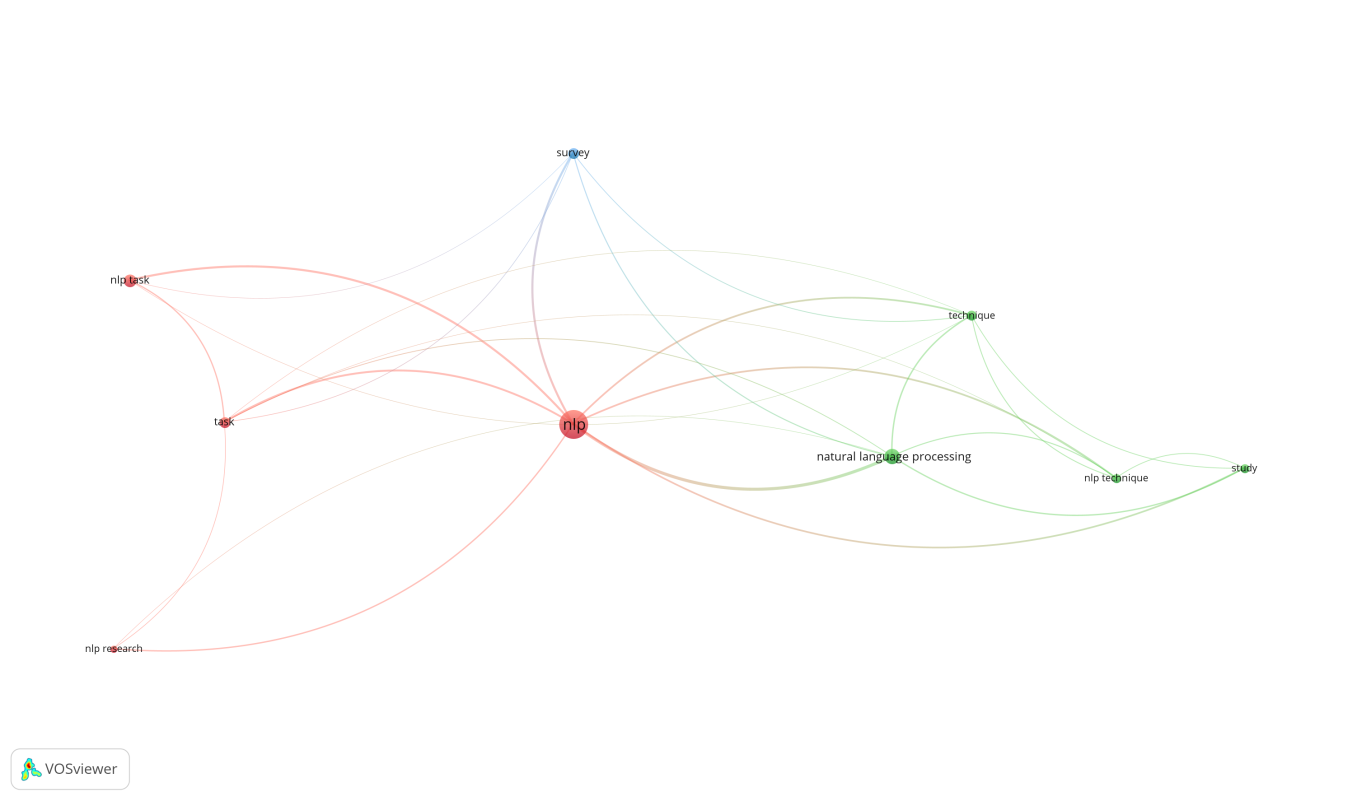 survey
nlp task
technique
task
nlp
natural language processing
study
nlp technique
nlp research
VOSviewer